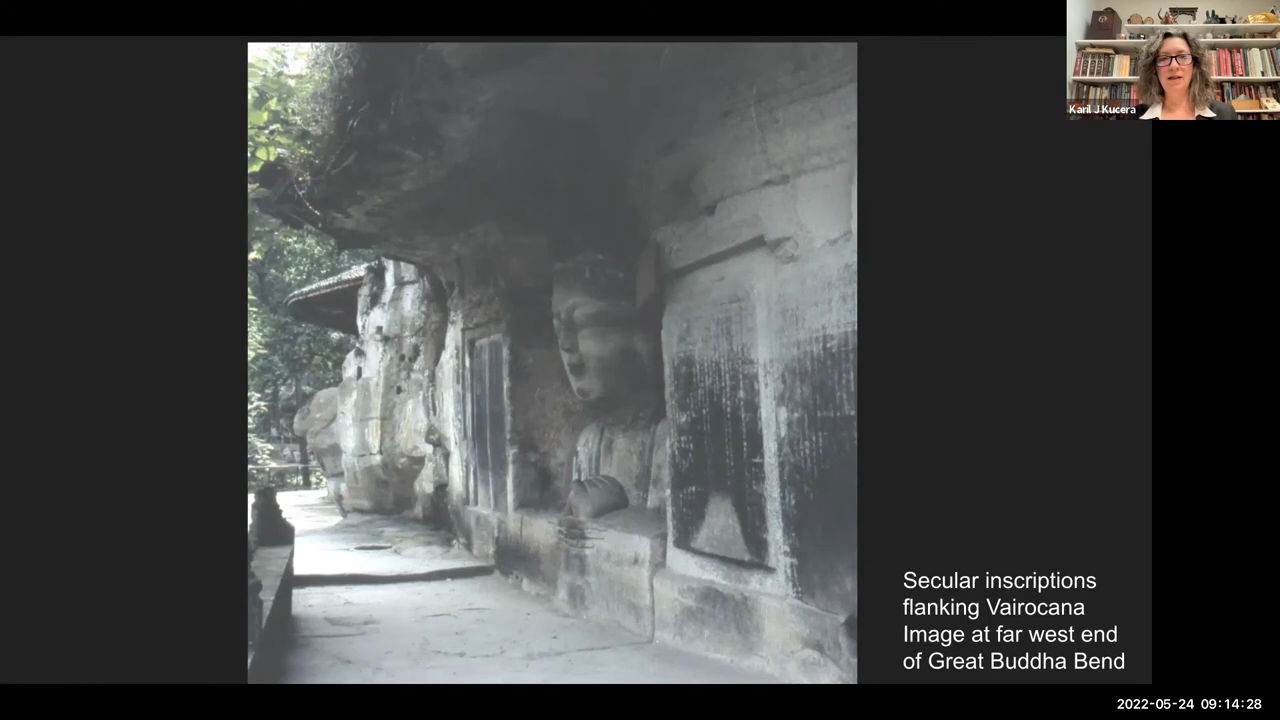 Karil J Kucera
Secular inscriptions
flanking Vairocana
Image at far west end
of Great Buddha Bend
2022-05-24 09:14:28